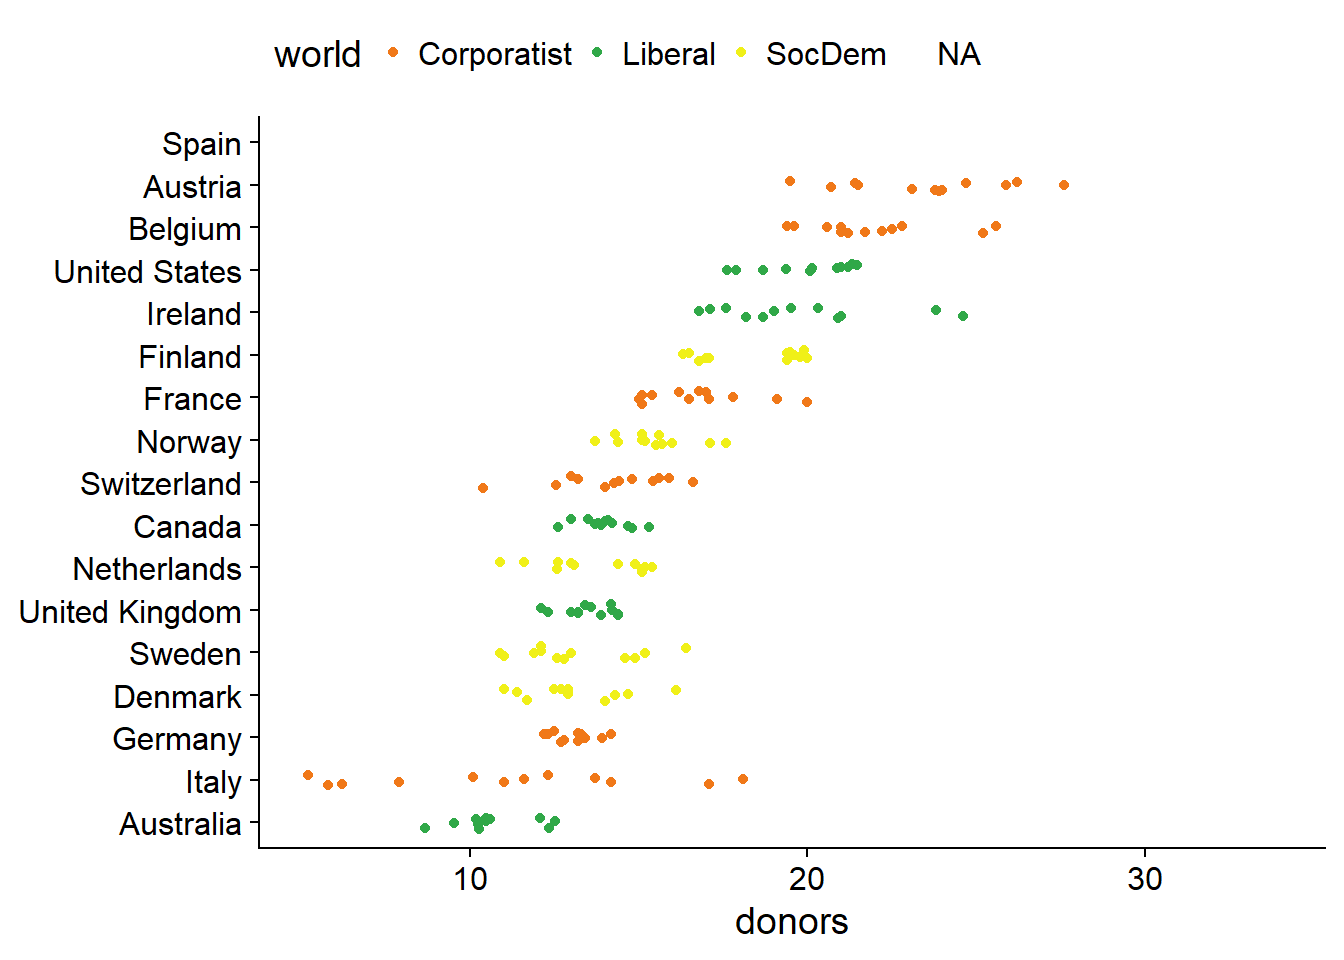 world Corporatist Liberal SocDem NA
Spain
Austria
Belgium
United States
Ireland
Finland
France
Norway
Switzerland
Canada
Netherlands
United Kingdom
Sweden
Denmark
Germany
Italy
Australia
10 20 30
donors